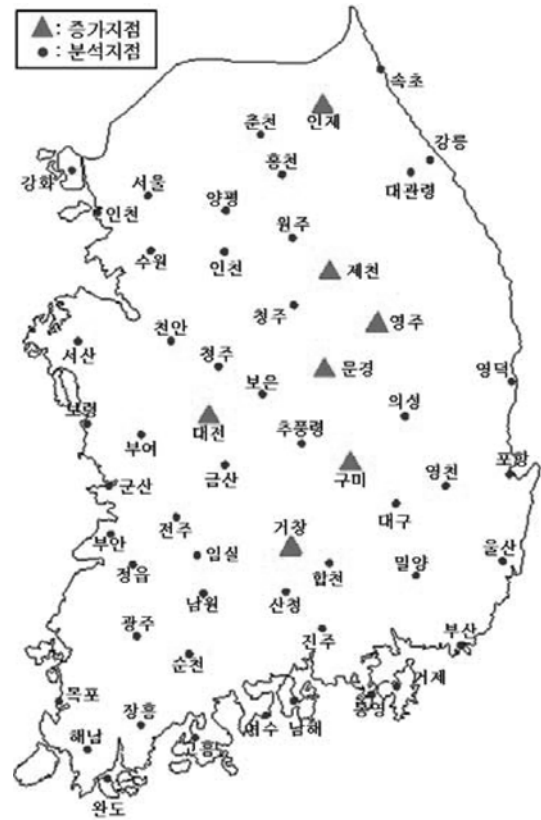 ▲ : 증가지점
● : 분석지점
속초
인제
춘천
강릉
홍천
대관령
강화
서울
양평
인천
원주
수원
인천
제천
청주
영주
천안
서산
청주
문경
영덕
보은
의성
보령
대전
추풍령
부여
금산
구미
영천
포항
군산
전주
대구
거창
부안
임실
울산
정읍
합천
밀양
남원
산청
광주
진주
부산
순천
거제
목포
통영
장흥
여수
남해
해남
고흥
완도